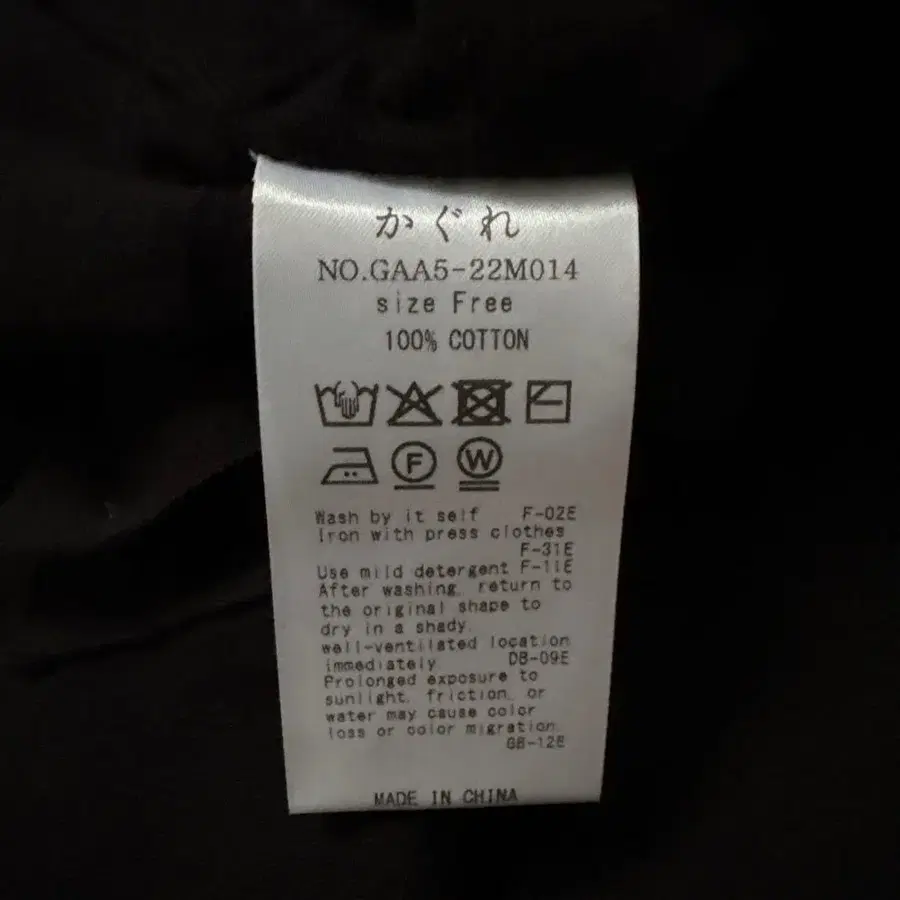 かぐれ
NO.GAA5-22M014
size Free
100% COTTON
F W
Wash by it self F-02E
Iron with press clothes
F-31E
Use mild detergent F-11E
After washing, return to
the original shape to
dry in a shady,
well-ventilated location
immediately DB-09E
Prolonged exposure to
sunlight, friction, or
water may cause color
loss or color migration.
GB-12E
MADE IN CHINA